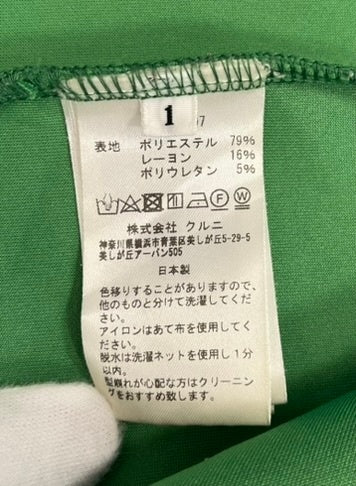 1
07
表地 ポリエステル 79%
レーヨン 16%
ポリウレタン 5%
株式会社 クルニ
神奈川県横浜市青葉区美しが丘5-29-5
美しが丘アーバン505
日本製
色移りすることがありますので、
他のものと分けて洗濯してくだ
さい。
アイロンはあて布を使用してく
ださい。
脱水は洗濯ネットを使用し1分
以内。
型崩れが心配な方はクリーニン
グをおすすめ致します。